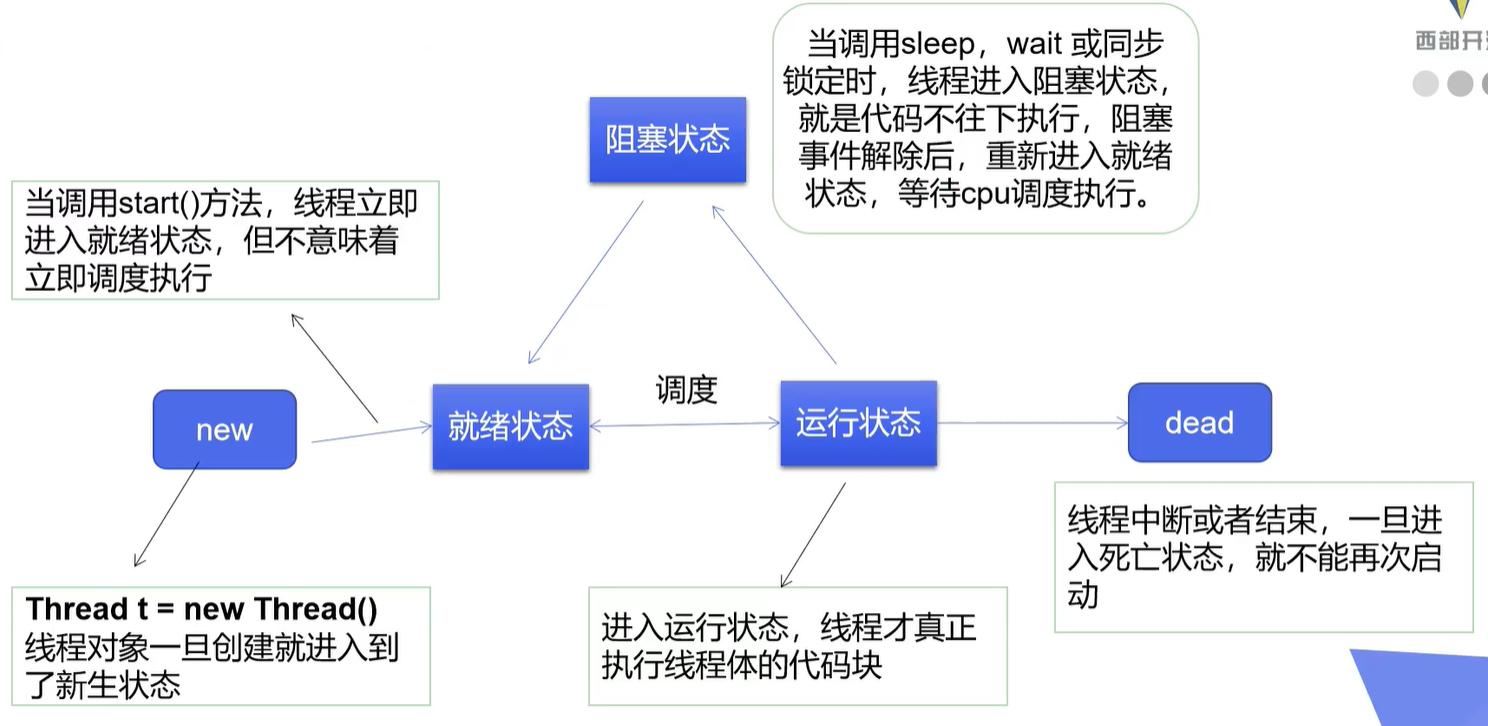 当调用sleep，wait 或同步
锁定时，线程进入阻塞状态，
就是代码不往下执行，阻塞
事件解除后，重新进入就绪
状态，等待cpu调度执行。
西部开
阻塞状态
当调用start()方法，线程立即
进入就绪状态，但不意味着
立即调度执行
new
就绪状态
调度
运行状态
dead
Thread t = new Thread()
线程对象一旦创建就进入到
了新生状态
进入运行状态，线程才真正
执行线程体的代码块
线程中断或者结束，一旦进
入死亡状态，就不能再次启
动